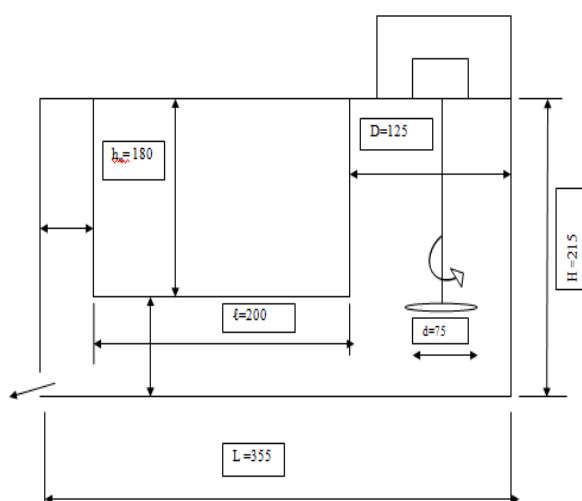 D=125
h = 180
H =215
ℓ=200
d=75
L =355